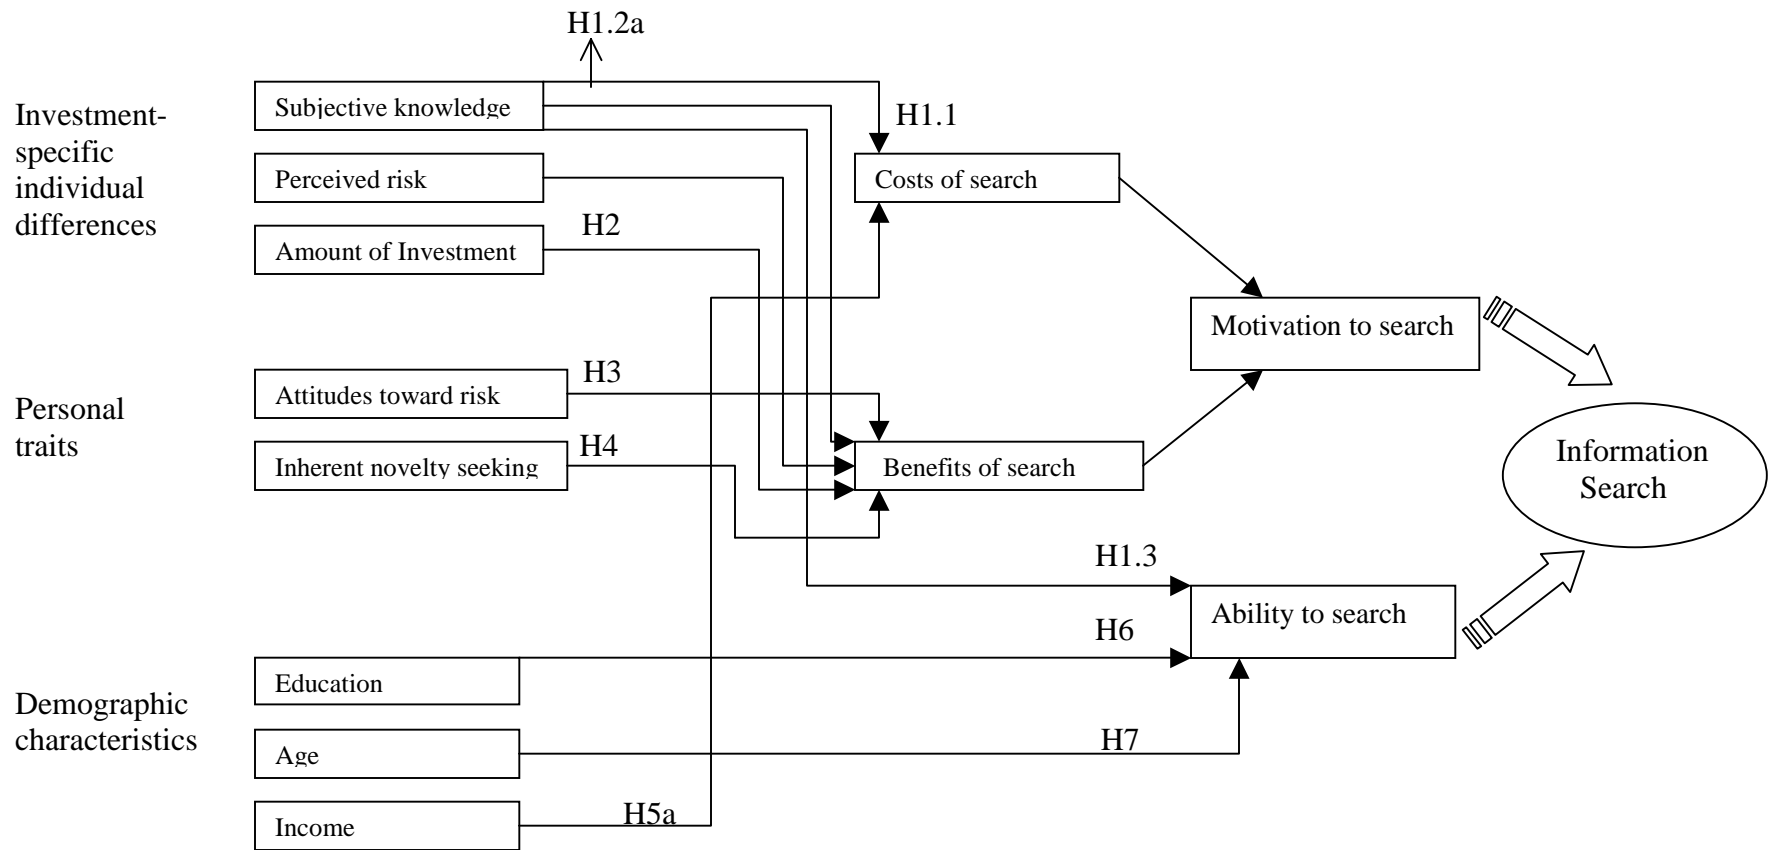 H1.2a
Investment-
specific
individual
differences
Subjective knowledge
H1.1
Perceived risk
Costs of search
Amount of Investment
H2
Motivation to search
Personal
traits
Attitudes toward risk
H3
Inherent novelty seeking
H4
Benefits of search
Information
Search
H1.3
Ability to search
H6
Demographic
characteristics
Education
Age
H7
Income
H5a